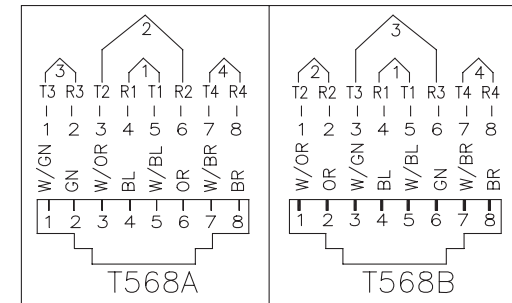 2
3 1 4
T3 R3 T2 R1 T1 R2 T4 R4
1 2 3 4 5 6 7 8
W/GN GN W/OR BL W/BL OR W/BR BR
1 2 3 4 5 6 7 8
T568A
3
2 1 4
T2 R2 T3 R1 T1 R3 T4 R4
1 2 3 4 5 6 7 8
W/OR OR W/GN BL W/BL GN W/BR BR
1 2 3 4 5 6 7 8
T568B